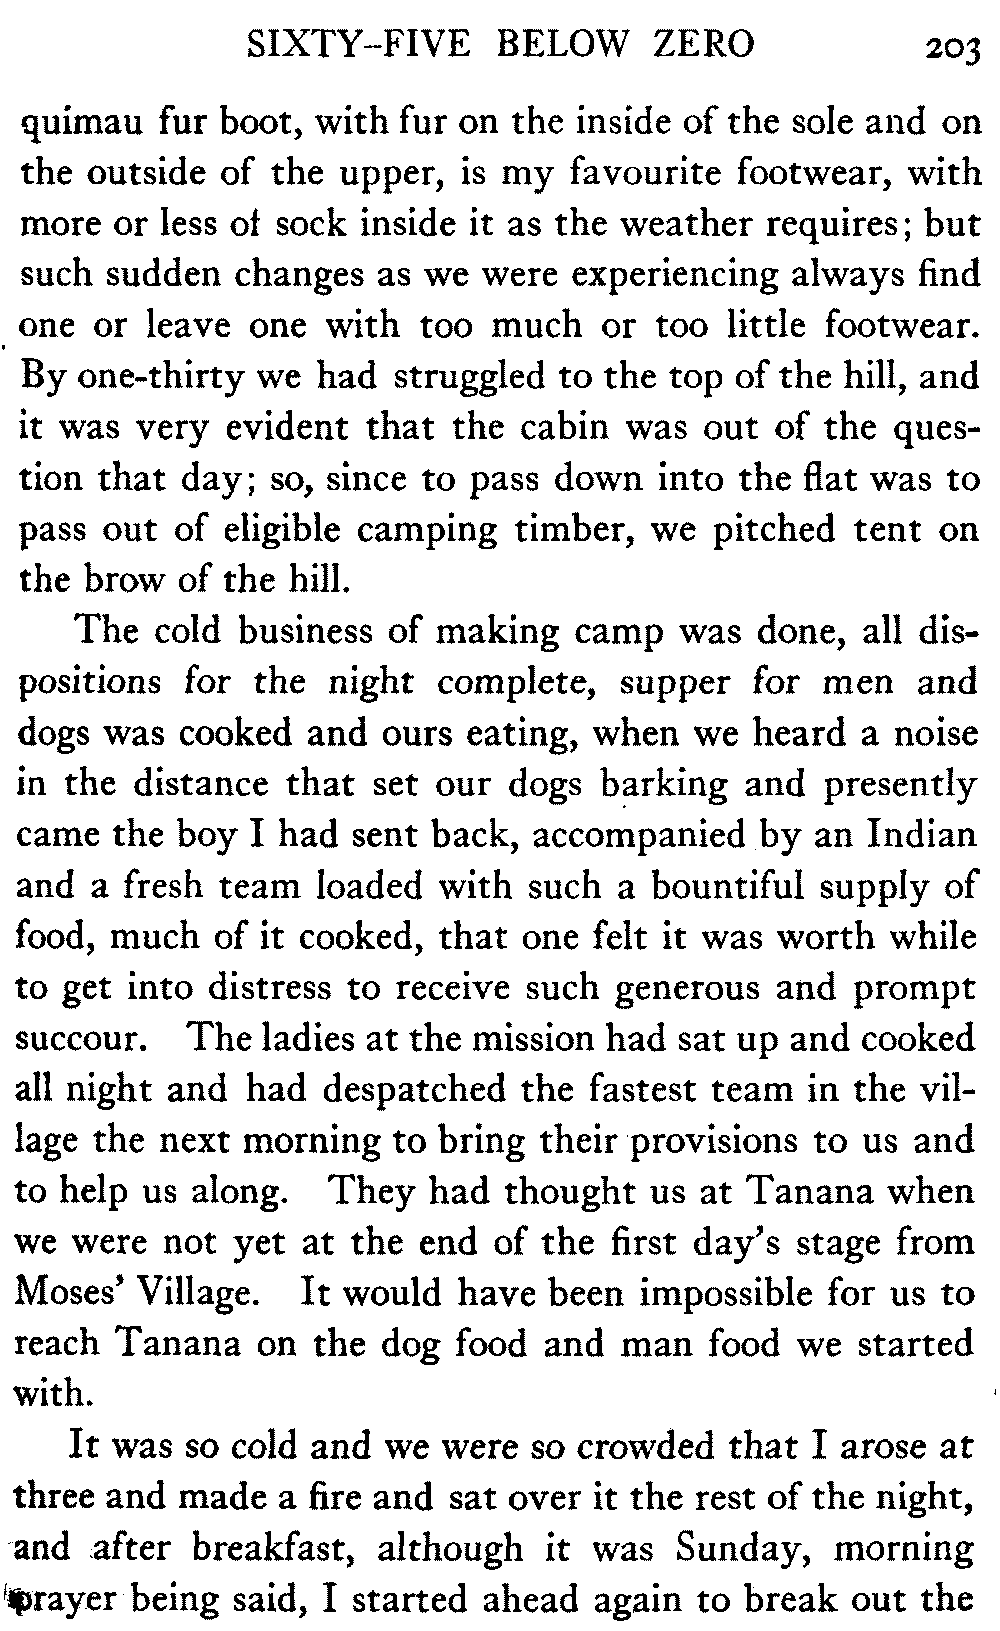 SIXTY-FIVE BELOW ZERO 203
quimau fur boot, with fur on the inside of the sole and on
the outside of the upper, is my favourite footwear, with
more or less of sock inside it as the weather requires; but
such sudden changes as we were experiencing always find
one or leave one with too much or too little footwear.
By one-thirty we had struggled to the top of the hill, and
it was very evident that the cabin was out of the ques-
tion that day; so, since to pass down into the flat was to
pass out of eligible camping timber, we pitched tent on
the brow of the hill.
The cold business of making camp was done, all dis-
positions for the night complete, supper for men and
dogs was cooked and ours eating, when we heard a noise
in the distance that set our dogs barking and presently
came the boy I had sent back, accompanied by an Indian
and a fresh team loaded with such a bountiful supply of
food, much of it cooked, that one felt it was worth while
to get into distress to receive such generous and prompt
succour. The ladies at the mission had sat up and cooked
all night and had despatched the fastest team in the vil-
lage the next morning to bring their provisions to us and
to help us along. They had thought us at Tanana when
we were not yet at the end of the first day's stage from
Moses' Village. It would have been impossible for us to
reach Tanana on the dog food and man food we started
with.
It was so cold and we were so crowded that I arose at
three and made a fire and sat over it the rest of the night,
and after breakfast, although it was Sunday, morning
prayer being said, I started ahead again to break out the